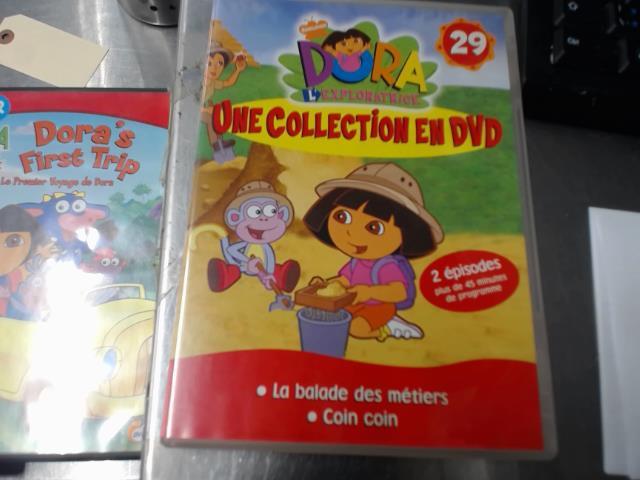 DORA
L'EXPLORATRICE
29
UNE COLLECTION EN DVD
2 épisodes
plus de 45 minutes
de programme
• La balade des métiers
• Coin coin
Dora's
First Trip
Le Premier Voyage de Dora